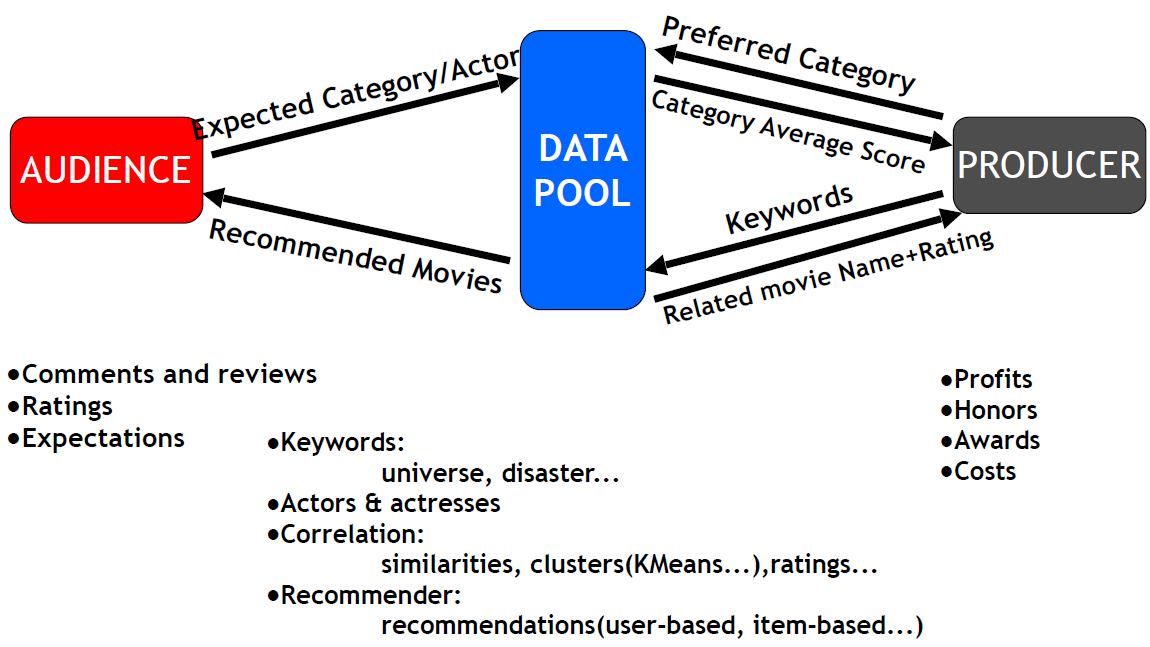 Expected Category/Actor
AUDIENCE
Recommended Movies
DATA
POOL
Preferred Category
Category Average Score
PRODUCER
Keywords
Related movie Name+Rating
•Comments and reviews
•Ratings
•Expectations
•Keywords:
universe, disaster...
•Actors & actresses
•Correlation:
similarities, clusters(KMeans...),ratings...
•Recommender:
recommendations(user-based, item-based...)
•Profits
•Honors
•Awards
•Costs